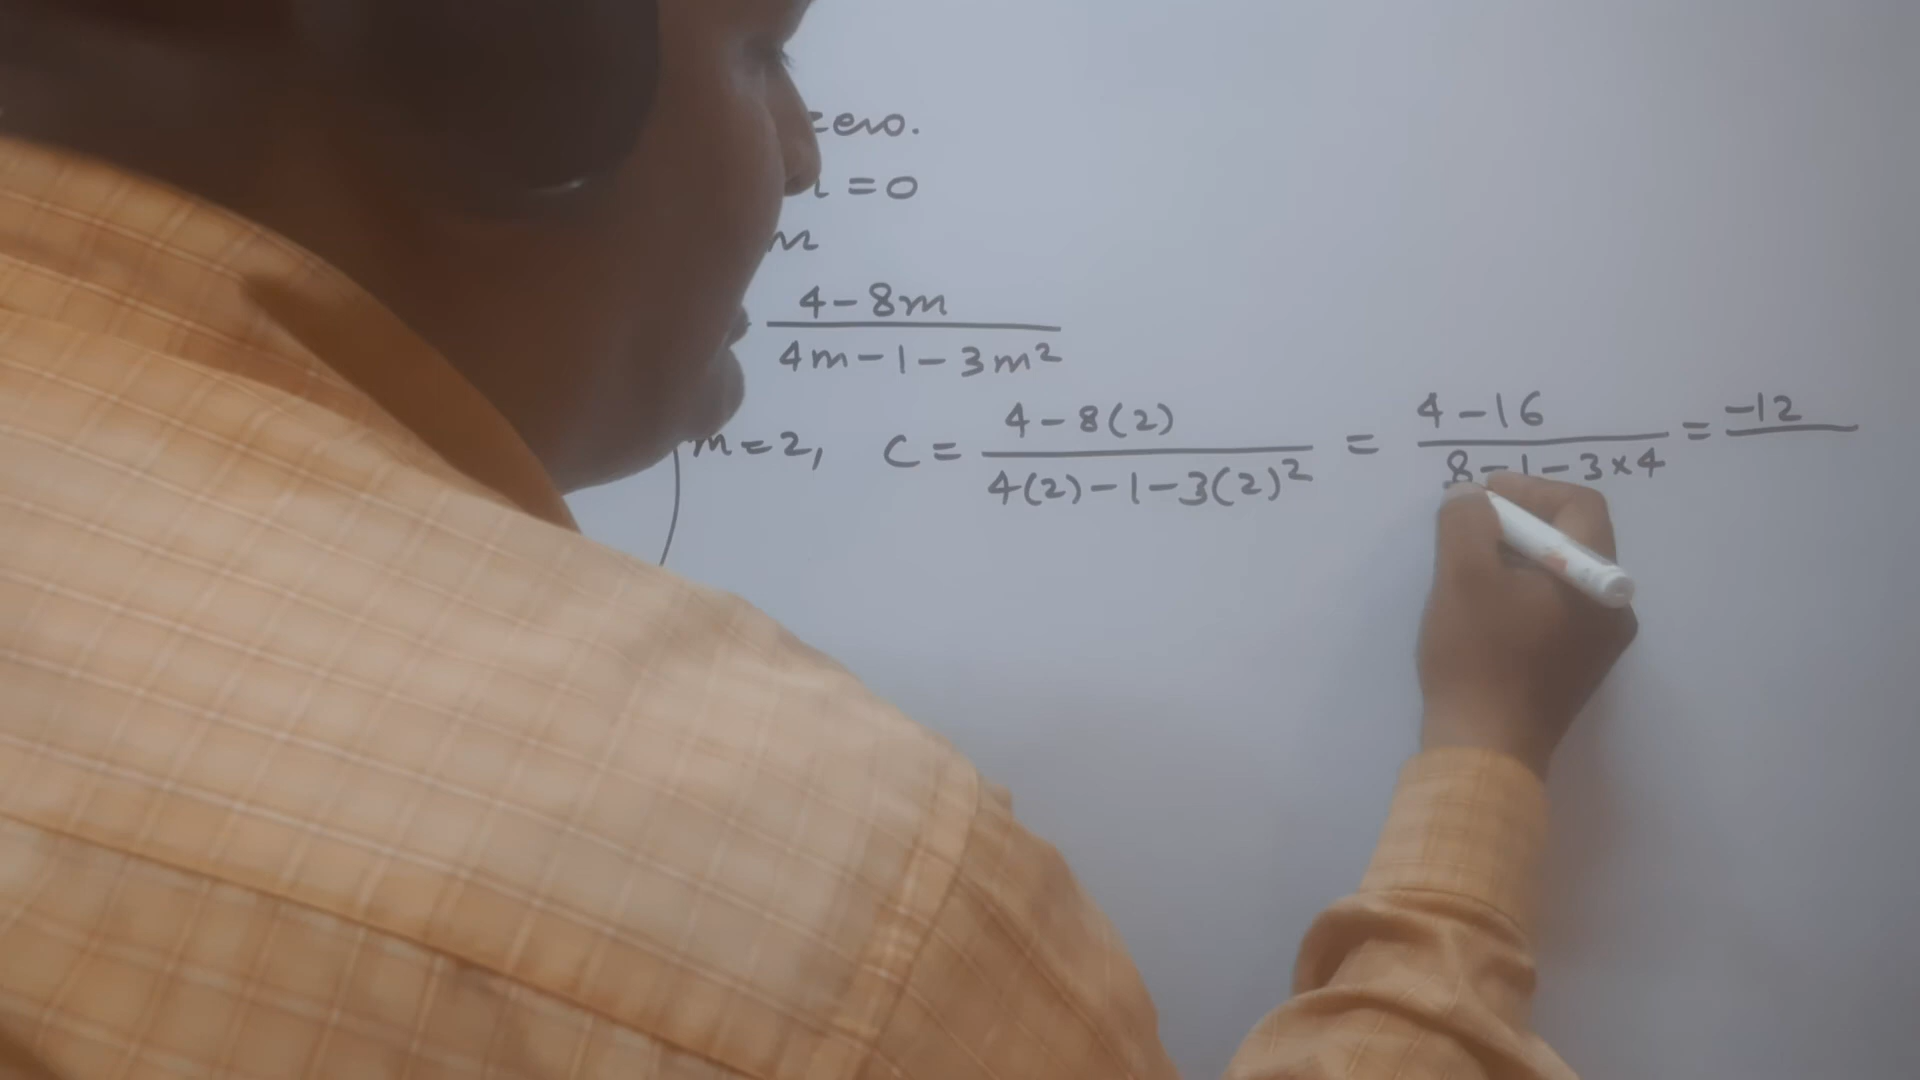 zero.
= 0
m
4-8m / 4m-1-3m²
m=2, C = 4-8(2) / 4(2)-1-3(2)² = 4-16 / 8-1-3×4 = -12 /